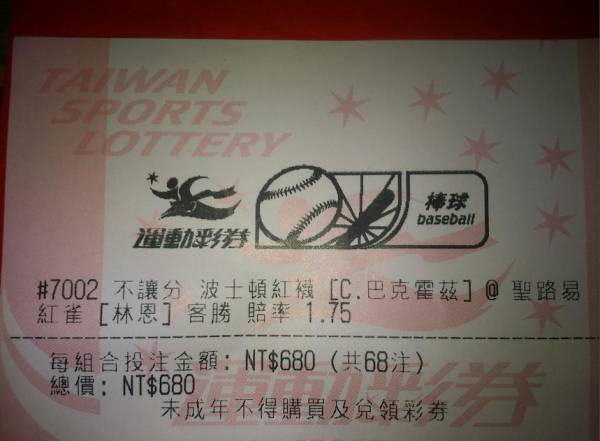 TAIWAN
SPORTS
LOTTERY
運動彩券
棒球
baseball
#7002 不讓分 波士頓紅襪 [C.巴克霍茲] @ 聖路易
紅雀 [林恩] 客勝 賠率 1.75
每組合投注金額: NT$680 (共68注)
總價: NT$680
運動彩券
未成年不得購買及兌領彩券